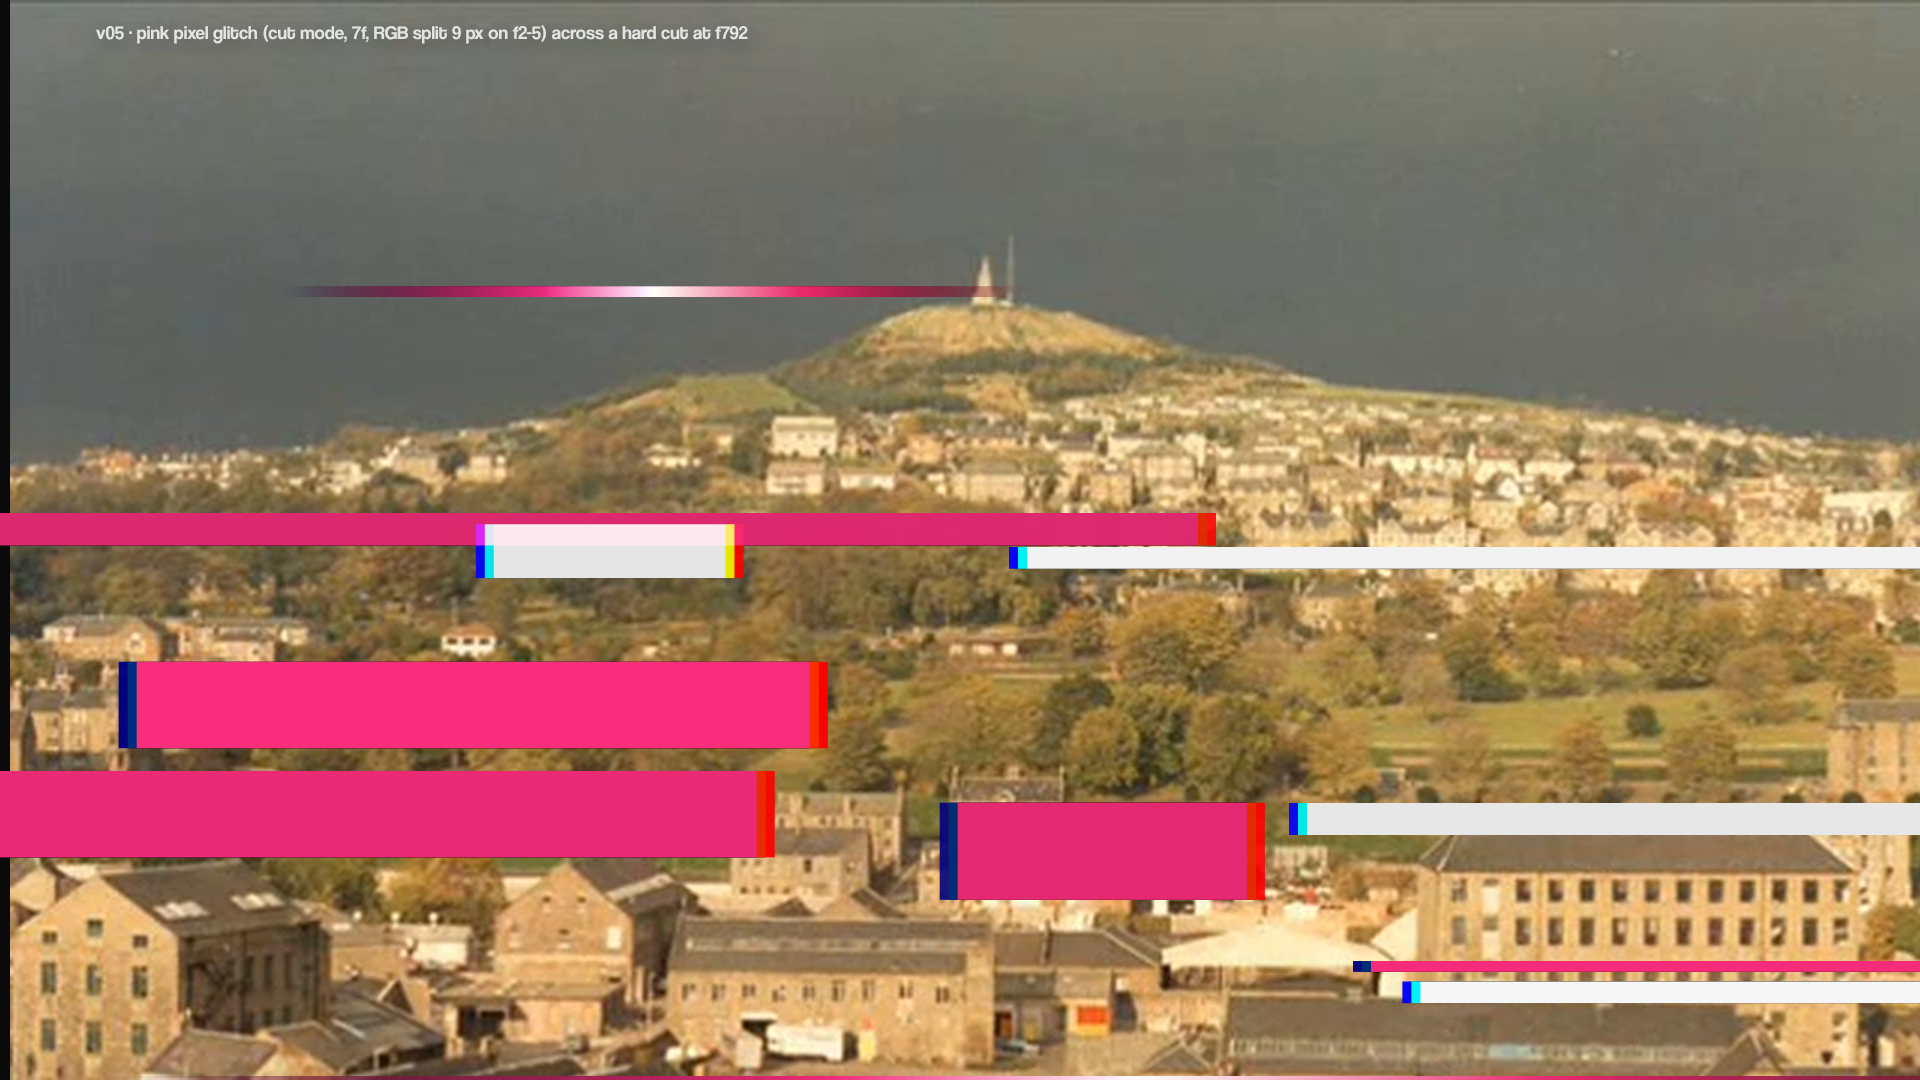 v05 · pink pixel glitch (cut mode, 7f, RGB split 9 px on f2-5) across a hard cut at f792